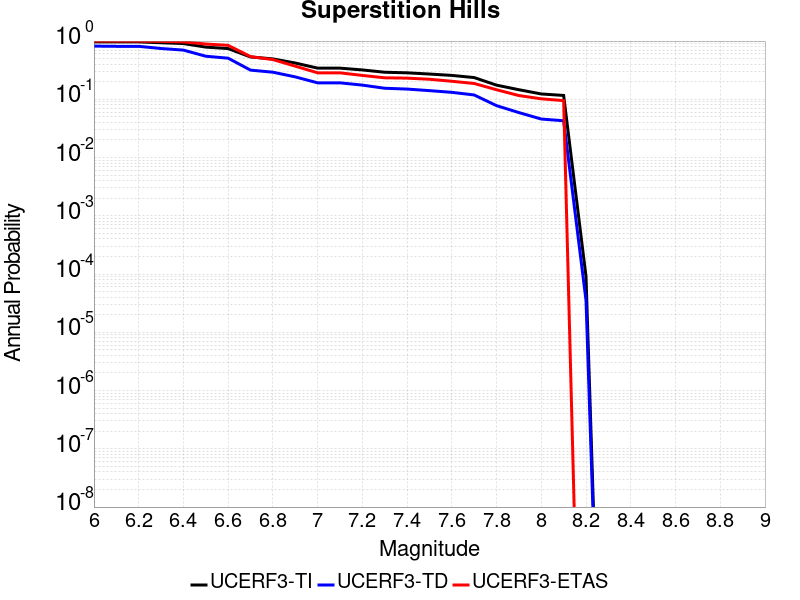 Superstition Hills
10^0
10^-1
10^-2
10^-3
10^-4
10^-5
10^-6
10^-7
10^-8
Annual Probability
6 6.2 6.4 6.6 6.8 7 7.2 7.4 7.6 7.8 8 8.2 8.4 8.6 8.8 9
Magnitude
UCERF3-TI UCERF3-TD UCERF3-ETAS